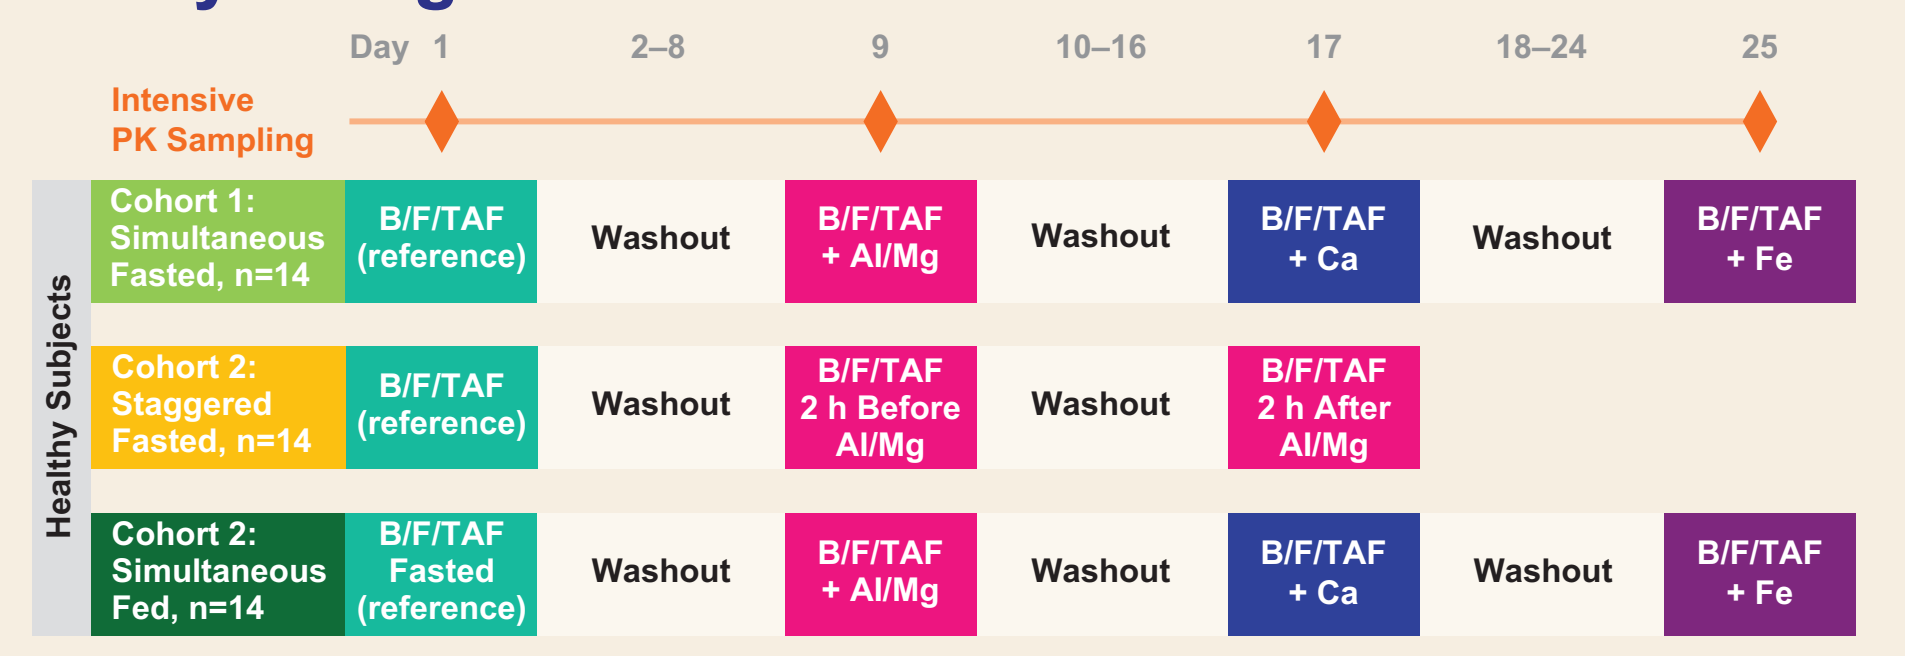 Day 1 2–8 9 10–16 17 18–24 25
Intensive
PK Sampling
Healthy Subjects
Cohort 1:
Simultaneous
Fasted, n=14
B/F/TAF
(reference)
Washout
B/F/TAF
+ Al/Mg
Washout
B/F/TAF
+ Ca
Washout
B/F/TAF
+ Fe
Cohort 2:
Staggered
Fasted, n=14
B/F/TAF
(reference)
Washout
B/F/TAF
2 h Before
Al/Mg
Washout
B/F/TAF
2 h After
Al/Mg
Cohort 2:
Simultaneous
Fed, n=14
B/F/TAF
Fasted
(reference)
Washout
B/F/TAF
+ Al/Mg
Washout
B/F/TAF
+ Ca
Washout
B/F/TAF
+ Fe